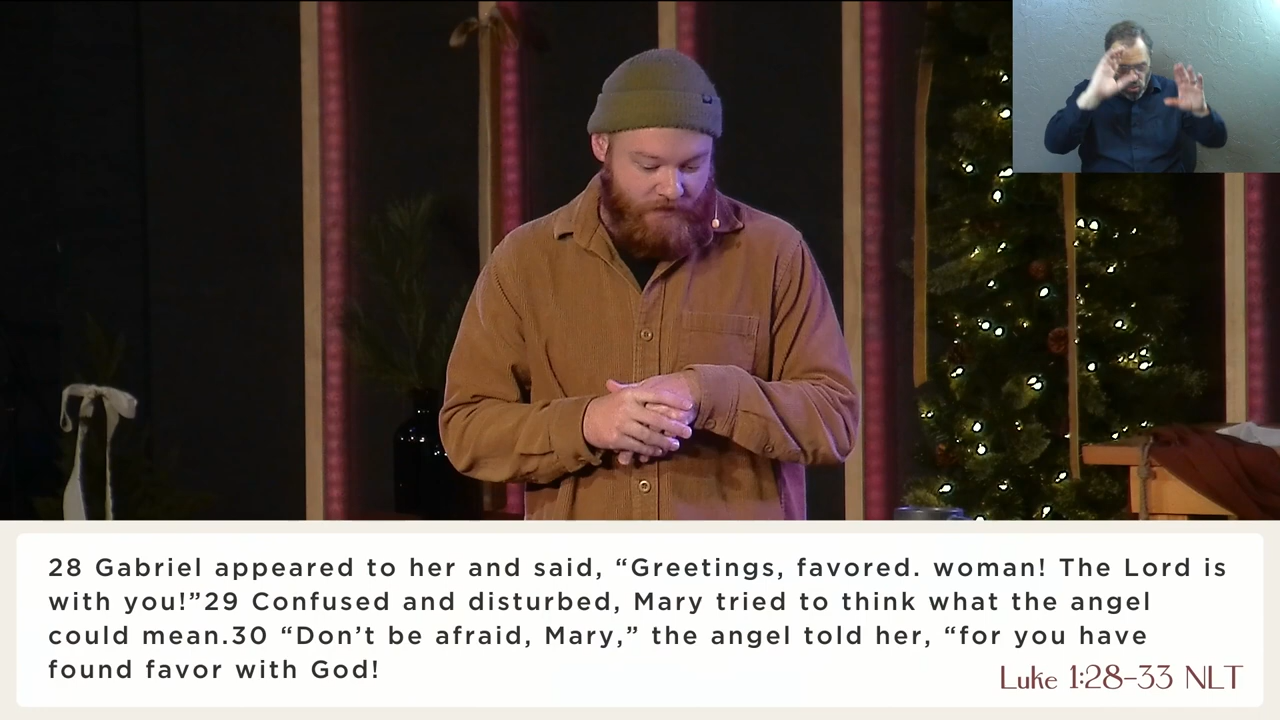 28 Gabriel appeared to her and said, “Greetings, favored. woman! The Lord is
with you!”29 Confused and disturbed, Mary tried to think what the angel
could mean.30 “Don’t be afraid, Mary,” the angel told her, “for you have
found favor with God!
Luke 1:28-33 NLT